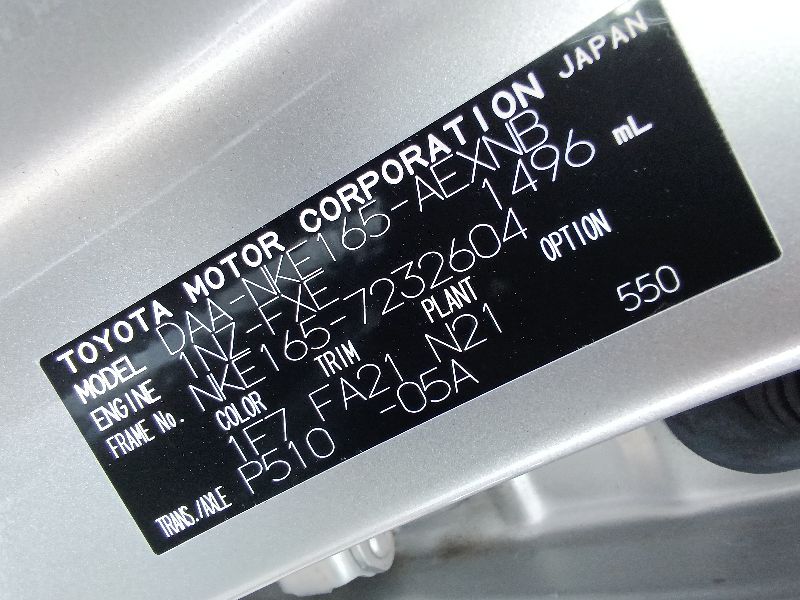 TOYOTA MOTOR CORPORATION JAPAN
MODEL DAA-NKE165-AEXNB
ENGINE 1NZ-FXE 1496 mL
FRAME No. NKE165-7232604
COLOR TRIM PLANT OPTION
1F7 FA21 N21 550
TRANS./AXLE P510 -05A